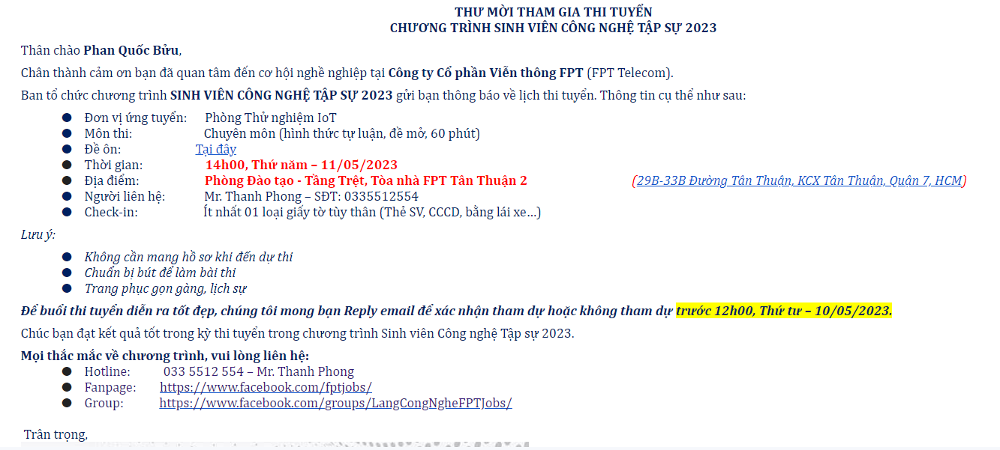 THƯ MỜI THAM GIA THI TUYỂN
CHƯƠNG TRÌNH SINH VIÊN CÔNG NGHỆ TẬP SỰ 2023
Thân chào Phan Quốc Bửu,
Chân thành cảm ơn bạn đã quan tâm đến cơ hội nghề nghiệp tại Công ty Cổ phần Viễn thông FPT (FPT Telecom).
Ban tổ chức chương trình SINH VIÊN CÔNG NGHỆ TẬP SỰ 2023 gửi bạn thông báo về lịch thi tuyển. Thông tin cụ thể như sau:
● Đơn vị ứng tuyển: Phòng Thử nghiệm IoT
● Môn thi: Chuyên môn (hình thức tự luận, đề mở, 60 phút)
● Đề ôn: Tại đây
● Thời gian: 14h00, Thứ năm – 11/05/2023
● Địa điểm: Phòng Đào tạo - Tầng Trệt, Tòa nhà FPT Tân Thuận 2 (29B-33B Đường Tân Thuận, KCX Tân Thuận, Quận 7, HCM)
● Người liên hệ: Mr. Thanh Phong – SĐT: 0335512554
● Check-in: Ít nhất 01 loại giấy tờ tùy thân (Thẻ SV, CCCD, bằng lái xe...)
Lưu ý:
● Không cần mang hồ sơ khi đến dự thi
● Chuẩn bị bút để làm bài thi
● Trang phục gọn gàng, lịch sự
Để buổi thi tuyển diễn ra tốt đẹp, chúng tôi mong bạn Reply email để xác nhận tham dự hoặc không tham dự trước 12h00, Thứ tư – 10/05/2023.
Chúc bạn đạt kết quả tốt trong kỳ thi tuyển trong chương trình Sinh viên Công nghệ Tập sự 2023.
Mọi thắc mắc về chương trình, vui lòng liên hệ:
● Hotline: 033 5512 554 – Mr. Thanh Phong
● Fanpage: https://www.facebook.com/fptjobs/
● Group: https://www.facebook.com/groups/LangCongNgheFPTJobs/
Trân trọng,